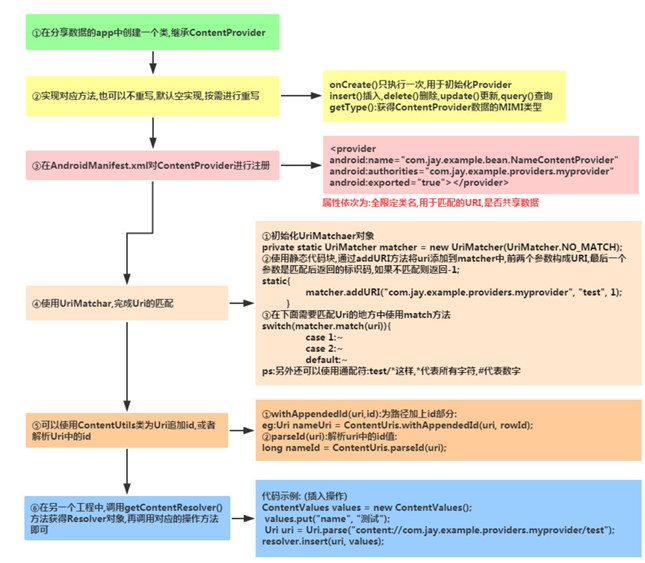 ①在分享数据的app中创建一个类,继承ContentProvider
②实现对应方法,也可以不重写,默认空实现,按需进行重写
onCreate()只执行一次,用于初始化Provider
insert()插入,delete()删除,update()更新,query()查询
getType():获得ContentProvider数据的MIMI类型
③在AndroidManifest.xml对ContentProvider进行注册
<provider
android:name="com.jay.example.bean.NameContentProvider"
android:authorities="com.jay.example.providers.myprovider"
android:exported="true"></provider>
属性依次为:全限定类名,用于匹配的URI,是否共享数据
④使用UriMatchar,完成Uri的匹配
①初始化UriMatchaer对象
private static UriMatcher matcher = new UriMatcher(UriMatcher.NO_MATCH);
②使用静态代码块,通过addURI方法将uri添加到matcher中,前两个参数构成URI,最后一个
参数是匹配后返回的标识码,如果不匹配则返回-1;
static{
matcher.addURI("com.jay.example.providers.myprovider", "test", 1);
}
③在下面需要匹配Uri的地方中使用match方法
switch(matcher.match(uri)){
case 1:~
case 2:~
default:~
ps:另外还可以使用通配符:test/*这样,*代表所有字符,#代表数字
⑤可以使用ContentUtils类为Uri追加id,或者
解析Uri中的id
①withAppendedId(uri,id):为路径加上id部分:
eg:Uri nameUri = ContentUris.withAppendedId(uri, rowId);
②parseId(uri):解析uri中的id值:
long nameId = ContentUris.parseId(uri);
⑥在另一个工程中,调用getContentResolver()
方法获得Resolver对象,再调用对应的操作方法
即可
代码示例: (插入操作)
ContentValues values = new ContentValues();
values.put("name", "测试");
Uri uri = Uri.parse("content://com.jay.example.providers.myprovider/test");
resolver.insert(uri, values);